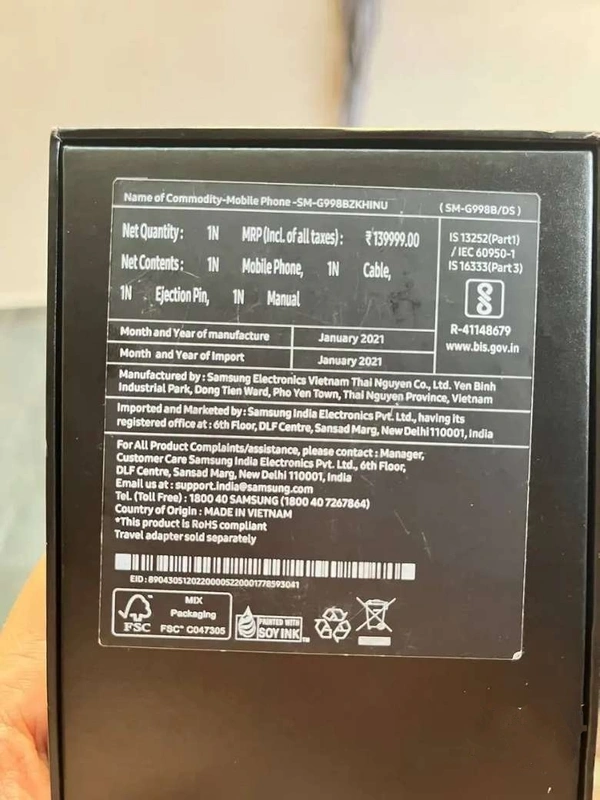 Name of Commodity-Mobile Phone -SM-G998BZKHINU (SM-G998B/DS)
Net Quantity: 1N MRP (Incl. of all taxes): ₹139999.00
Net Contents: 1N Mobile Phone, 1N Cable,
1N Ejection Pin, 1N Manual
IS 13252(Part1)
/ IEC 60950-1
IS 16333(Part 3)
R-41148679
www.bis.gov.in
Month and Year of manufacture January 2021
Month and Year of Import January 2021
Manufactured by : Samsung Electronics Vietnam Thai Nguyen Co., Ltd. Yen Binh
Industrial Park, Dong Tien Ward, Pho Yen Town, Thai Nguyen Province, Vietnam
Imported and Marketed by : Samsung India Electronics Pvt. Ltd., having its
registered office at : 6th Floor, DLF Centre, Sansad Marg, New Delhi 110001, India
For All Product Complaints/assistance, please contact : Manager,
Customer Care Samsung India Electronics Pvt. Ltd., 6th Floor,
DLF Centre, Sansad Marg, New Delhi 110001, India
Email us at : support.india@samsung.com
Tel. (Toll Free) : 1800 40 SAMSUNG (1800 40 7267864)
Country of Origin : MADE IN VIETNAM
*This product is RoHS compliant
Travel adapter sold separately
EID : 89043051202200005220001778593041
MIX
Packaging
FSC FSC™ C047305
PRINTED WITH
SOY INK™